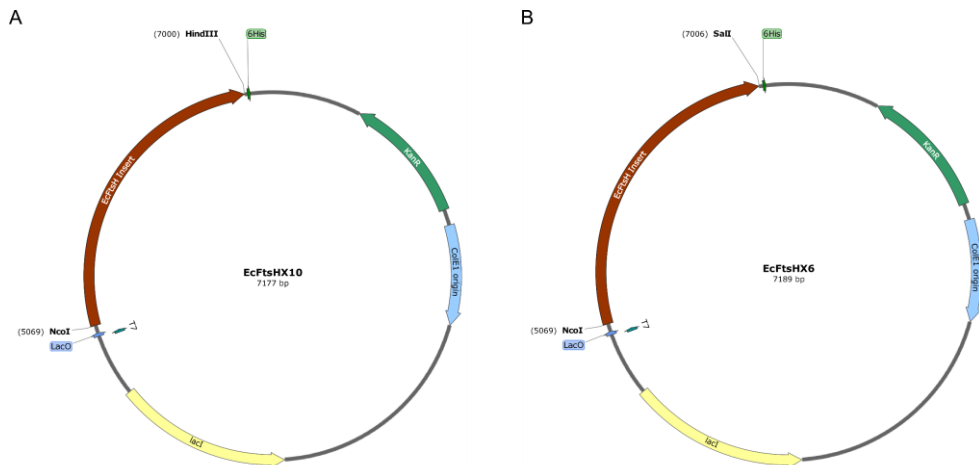 A
B
(7000) HindIII
6His
(7006) SalI
6His
EcFtsH Insert
KanR
EcFtsH Insert
KanR
ColE1 origin
ColE1 origin
EcFtsHX10
7177 bp
EcFtsHX6
7189 bp
(5069) NcoI
T7
LacO
(5069) NcoI
T7
LacO
lacI
lacI